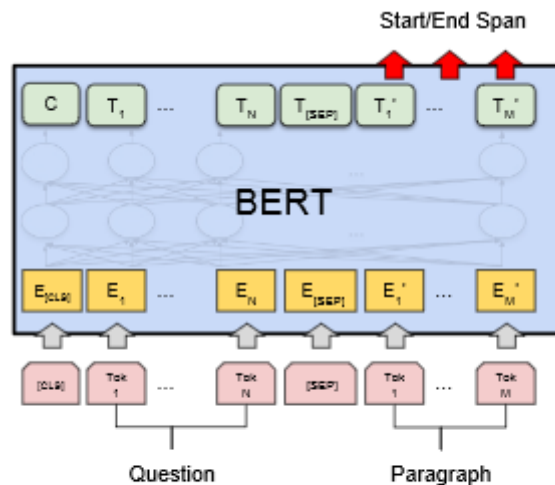 Start/End Span
C T1 ... TN T[SEP] T1' ... TM'
BERT
E[CLS] E1 ... EN E[SEP] E1' ... EM'
[CLS] Tok 1 ... Tok N [SEP] Tok 1 ... Tok M
Question Paragraph